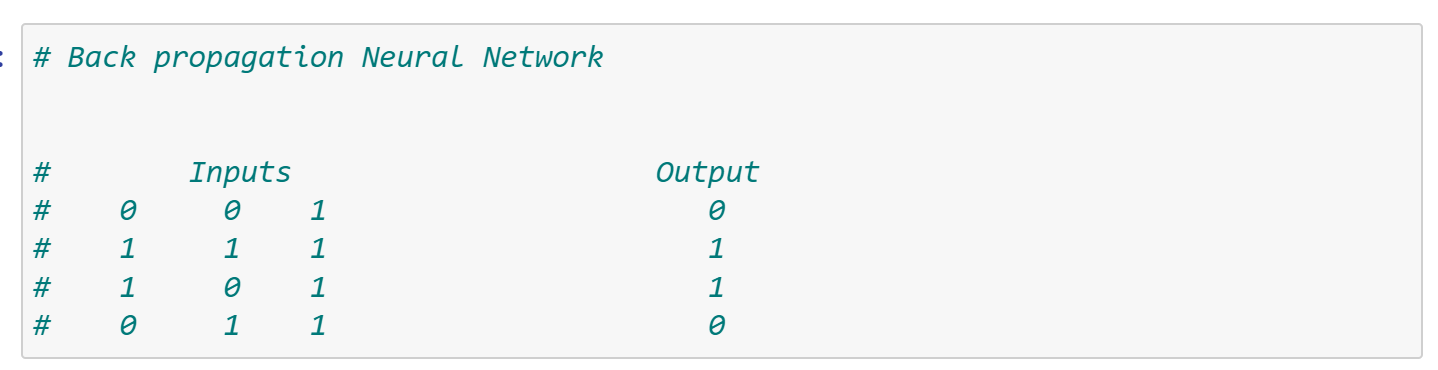 # Back propagation Neural Network
# Inputs Output
# 0 0 1 0
# 1 1 1 1
# 1 0 1 1
# 0 1 1 0